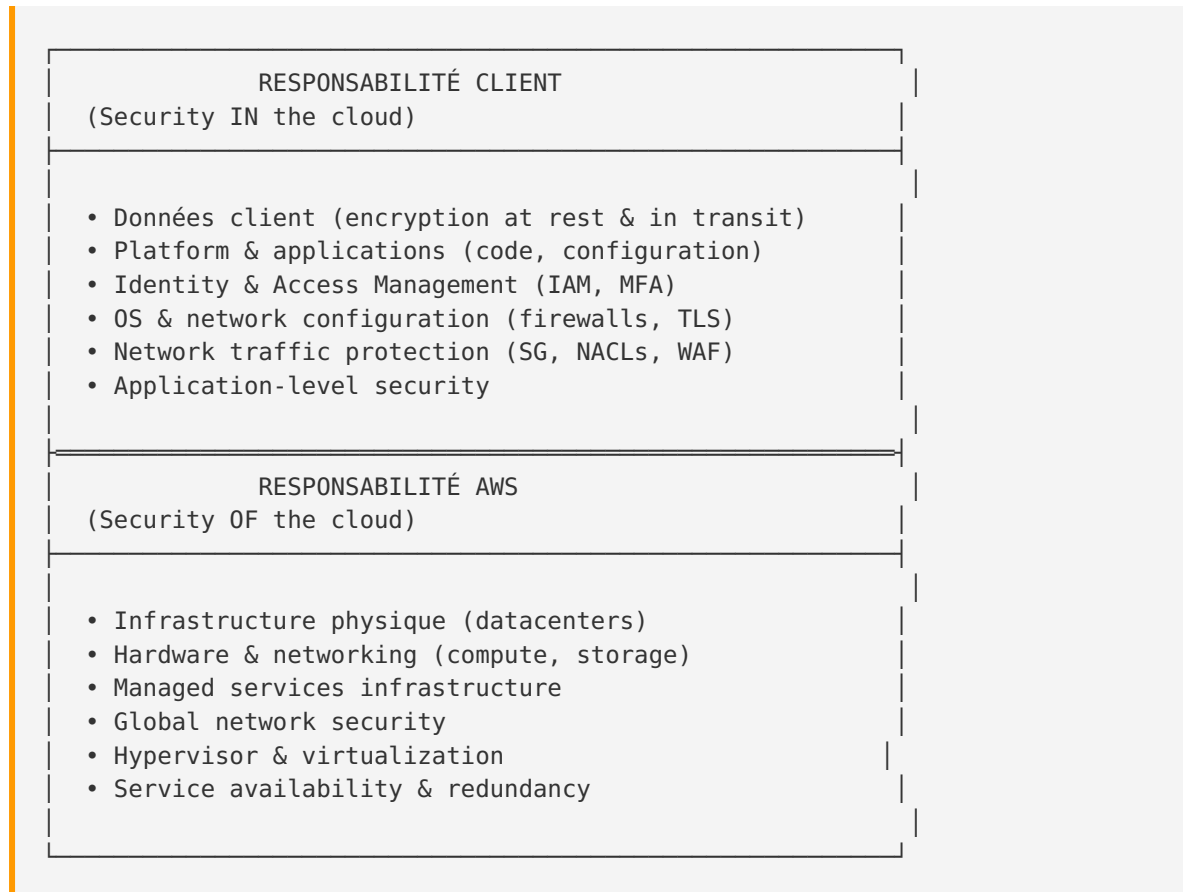 RESPONSABILITÉ CLIENT
(Security IN the cloud)
• Données client (encryption at rest & in transit)
• Platform & applications (code, configuration)
• Identity & Access Management (IAM, MFA)
• OS & network configuration (firewalls, TLS)
• Network traffic protection (SG, NACLs, WAF)
• Application-level security
RESPONSABILITÉ AWS
(Security OF the cloud)
• Infrastructure physique (datacenters)
• Hardware & networking (compute, storage)
• Managed services infrastructure
• Global network security
• Hypervisor & virtualization
• Service availability & redundancy